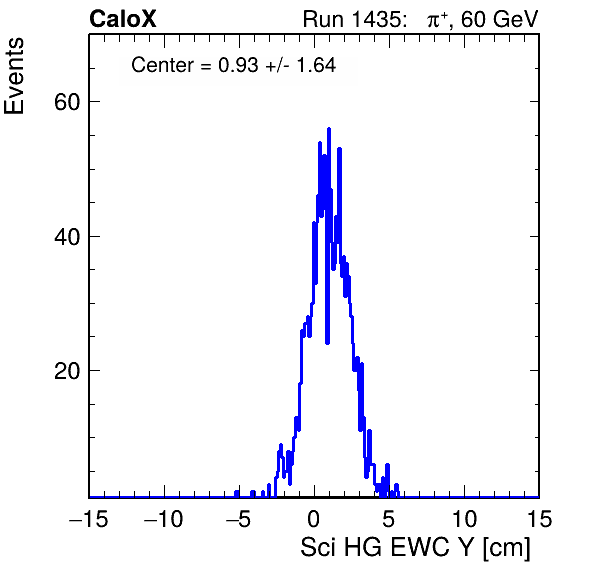 CaloX Run 1435: π⁺, 60 GeV
Events
Center = 0.93 +/- 1.64
60
40
20
−15 −10 −5 0 5 10 15
Sci HG EWC Y [cm]